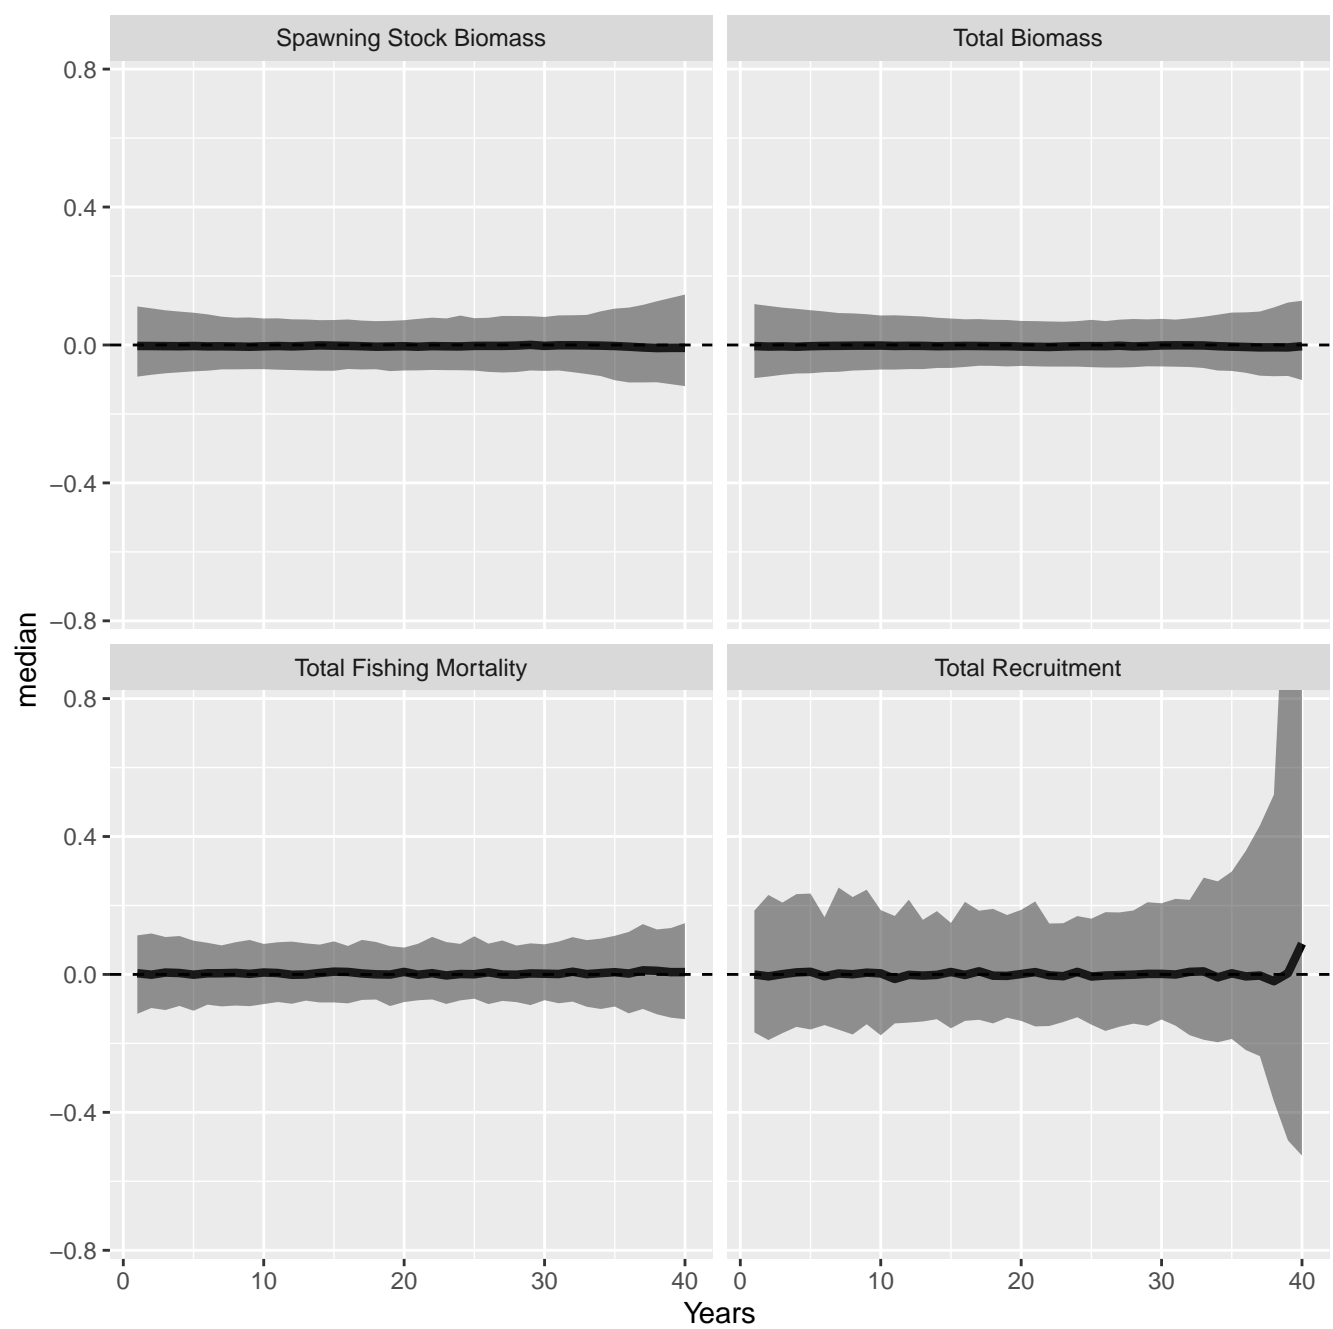 Spawning Stock Biomass
Total Biomass
0.8
0.4
0.0
−0.4
−0.8
median
Total Fishing Mortality
Total Recruitment
0.8
0.4
0.0
−0.4
−0.8
0 10 20 30 40
0 10 20 30 40
Years